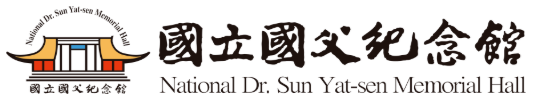 National Dr. Sun Yat-sen Memorial Hall
國立國父紀念館
國立國父紀念館
National Dr. Sun Yat-sen Memorial Hall